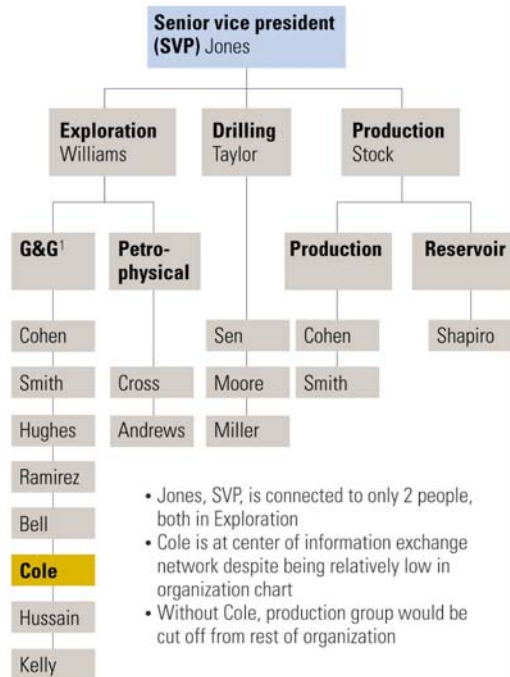 Senior vice president
(SVP) Jones
Exploration
Williams
Drilling
Taylor
Production
Stock
G&G¹
Petro-
physical
Production
Reservoir
Cohen
Sen
Cohen
Shapiro
Smith
Cross
Moore
Smith
Hughes
Andrews
Miller
Ramirez
Bell
Cole
Hussain
Kelly
• Jones, SVP, is connected to only 2 people,
both in Exploration
• Cole is at center of information exchange
network despite being relatively low in
organization chart
• Without Cole, production group would be
cut off from rest of organization